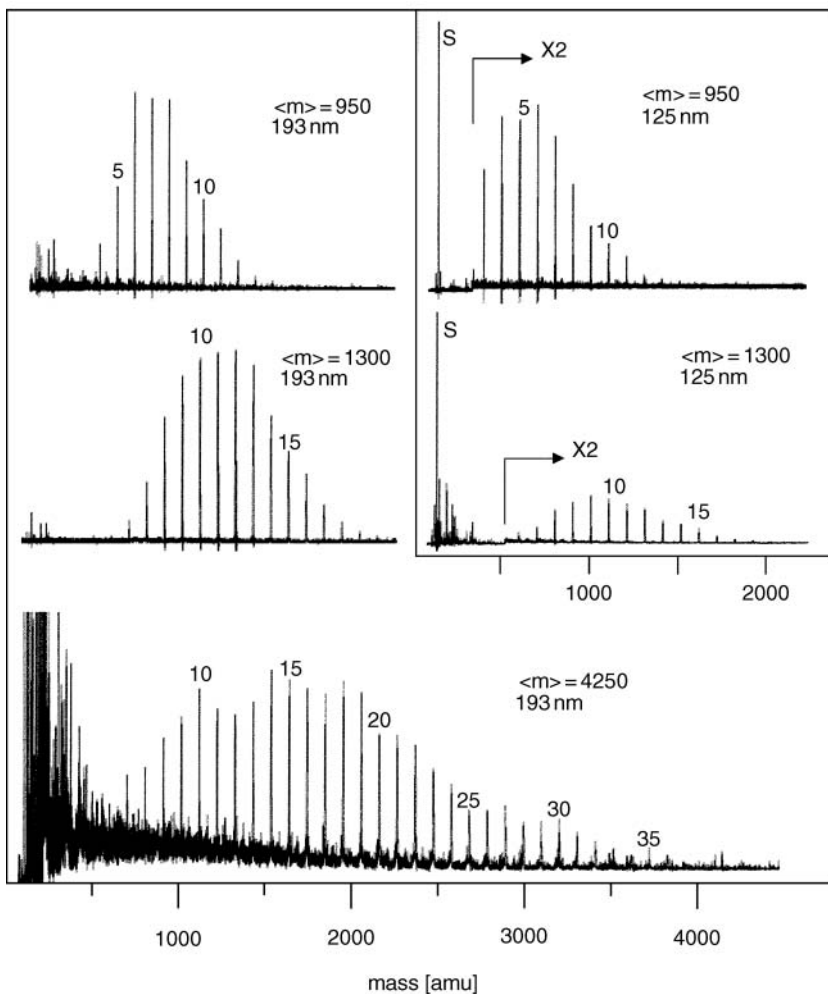 <m> = 950
193 nm
5
10
S
X2
<m> = 950
125 nm
5
10
<m> = 1300
193 nm
10
15
S
X2
<m> = 1300
125 nm
10
15
1000
2000
<m> = 4250
193 nm
10
15
20
25
30
35
1000
2000
3000
4000
mass [amu]